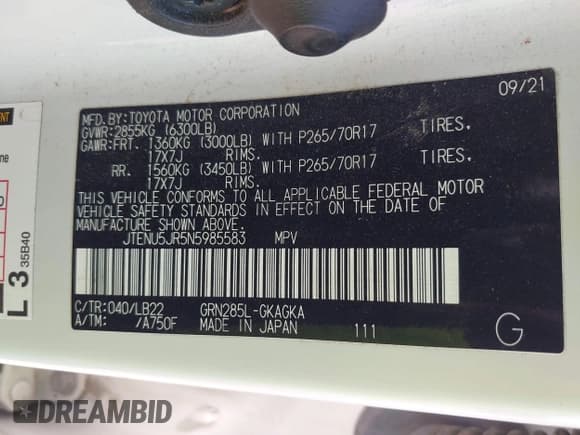 09/21
MFD.BY:TOYOTA MOTOR CORPORATION
GVWR:2855KG (6300LB)
GAWR:FRT. 1360KG (3000LB) WITH P265/70R17 TIRES,
17X7J RIMS.
RR. 1560KG (3450LB) WITH P265/70R17 TIRES,
17X7J RIMS.
THIS VEHICLE CONFORMS TO ALL APPLICABLE FEDERAL MOTOR
VEHICLE SAFETY STANDARDS IN EFFECT ON THE DATE OF
MANUFACTURE SHOWN ABOVE.
JTENU5JR5N5985583 MPV
C/TR:040/LB22 GRN285L-GKAGKA
A/TM: /A750F MADE IN JAPAN 111 G
L 3 35B40
DREAMBID